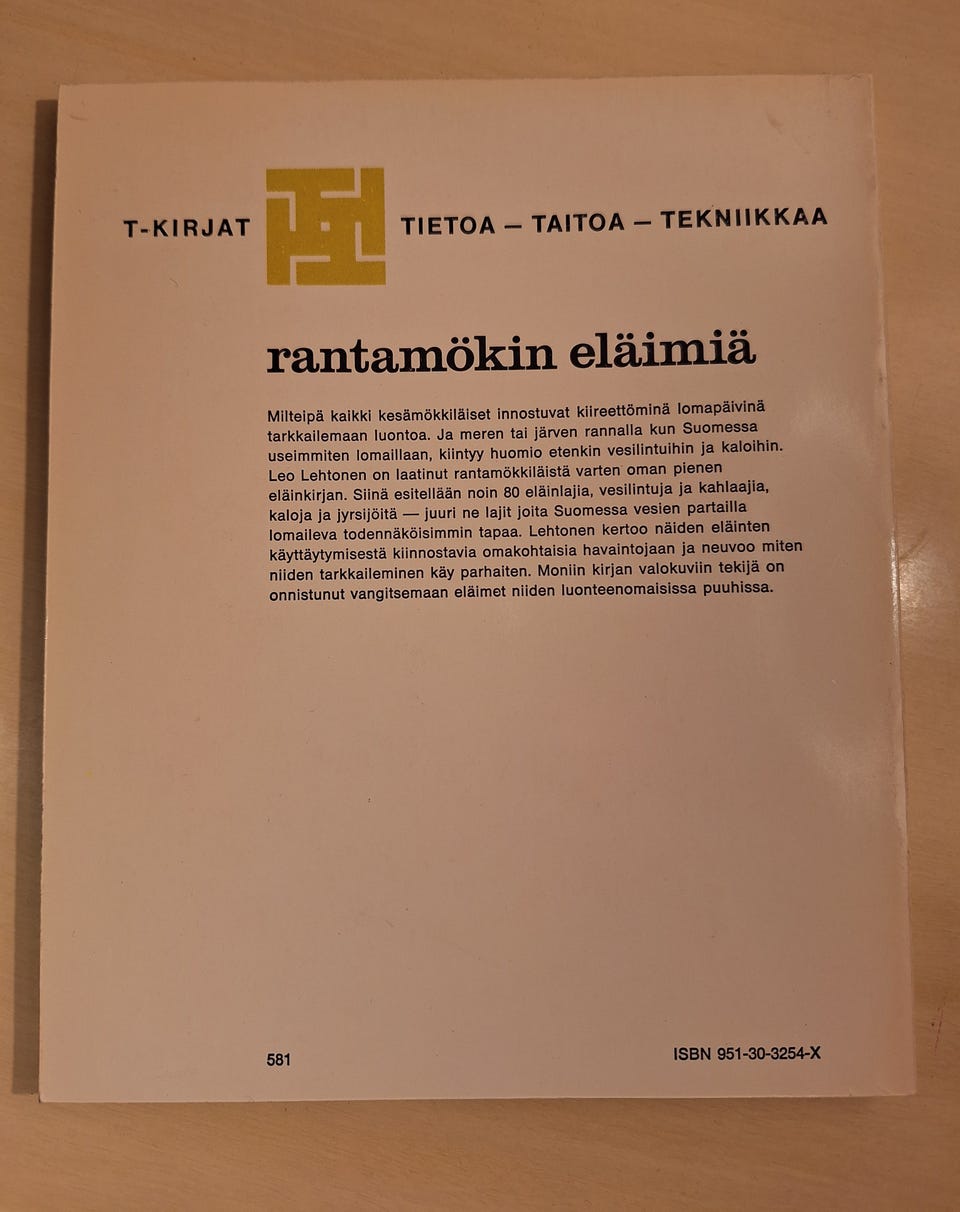 T-KIRJAT TIETOA – TAITOA – TEKNIIKKAA
rantamökin eläimiä
Milteipä kaikki kesämökkiläiset innostuvat kiireettöminä lomapäivinä
tarkkailemaan luontoa. Ja meren tai järven rannalla kun Suomessa
useimmiten lomaillaan, kiintyy huomio etenkin vesilintuihin ja kaloihin.
Leo Lehtonen on laatinut rantamökkiläistä varten oman pienen
eläinkirjan. Siinä esitellään noin 80 eläinlajia, vesilintuja ja kahlaajia,
kaloja ja jyrsijöitä — juuri ne lajit joita Suomessa vesien partailla
lomaileva todennäköisimmin tapaa. Lehtonen kertoo näiden eläinten
käyttäytymisestä kiinnostavia omakohtaisia havaintojaan ja neuvoo miten
niiden tarkkaileminen käy parhaiten. Moniin kirjan valokuviin tekijä on
onnistunut vangitsemaan eläimet niiden luonteenomaisissa puuhissa.
581
ISBN 951-30-3254-X